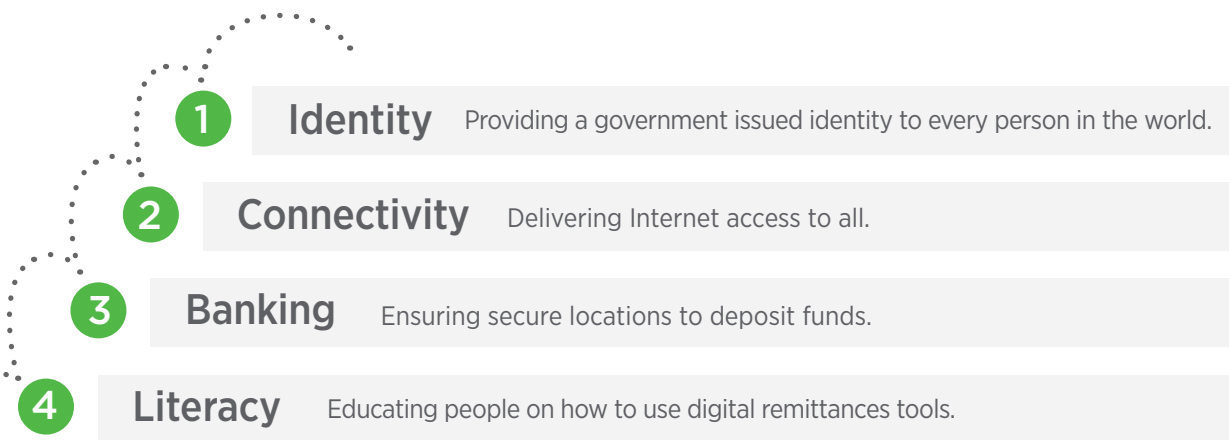 1 Identity Providing a government issued identity to every person in the world.
2 Connectivity Delivering Internet access to all.
3 Banking Ensuring secure locations to deposit funds.
4 Literacy Educating people on how to use digital remittances tools.